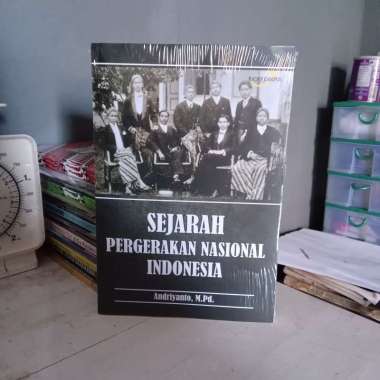 SEJARAH
PERGERAKAN NASIONAL
INDONESIA
Andriyanto, M.Pd.